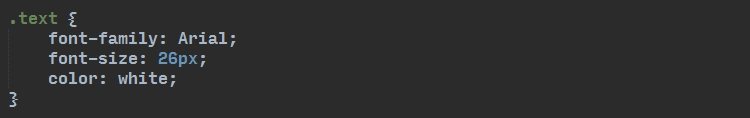 .text {
    font-family: Arial;
    font-size: 26px;
    color: white;
}